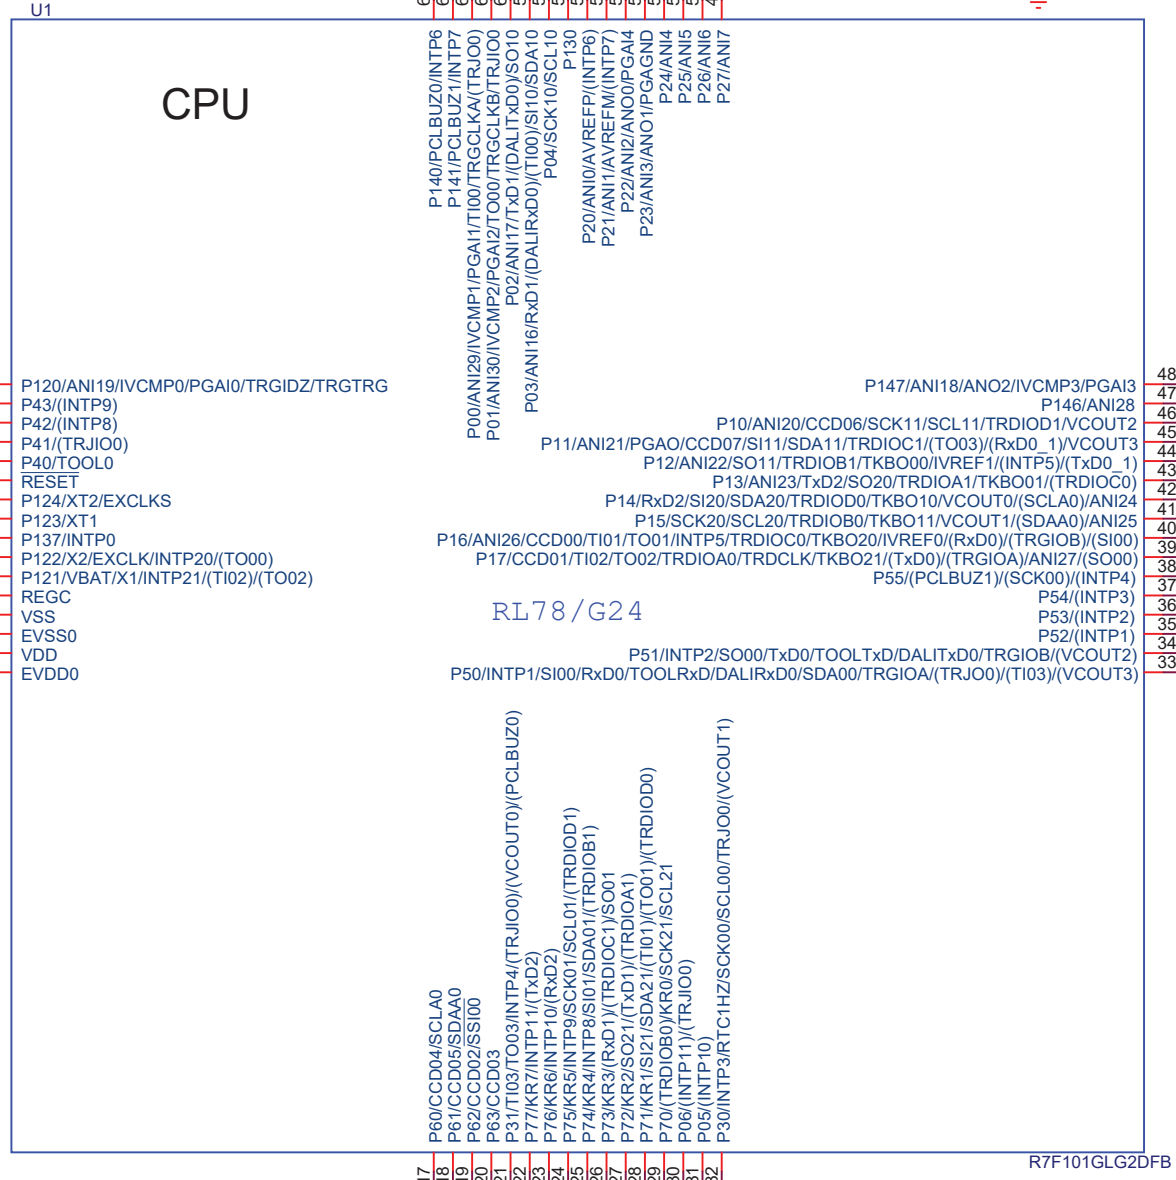 U1
CPU
P140/PCLBUZ0/INTP6
P141/PCLBUZ1/INTP7
P00/ANI29/IVCMP1/PGAI1/TI00/TRGCLKA/(TRJO0)
P01/ANI30/IVCMP2/PGAI2/TO00/TRGCLKB/TRJIO0
P02/ANI17/TxD1/(DALITxD0)/SO10
P03/ANI16/RxD1/(DALIRxD0)/(TI00)/SI10/SDA10
P04/SCK10/SCL10
P130
P20/ANI0/AVREFP/(INTP6)
P21/ANI1/AVREFM/(INTP7)
P22/ANI2/ANO0/PGAI4
P23/ANI3/ANO1/PGAGND
P24/ANI4
P25/ANI5
P26/ANI6
P27/ANI7
P120/ANI19/IVCMP0/PGAI0/TRGIDZ/TRGTRG
P43/(INTP9)
P42/(INTP8)
P41/(TRJIO0)
P40/TOOL0
RESET
P124/XT2/EXCLKS
P123/XT1
P137/INTP0
P122/X2/EXCLK/INTP20/(TO00)
P121/VBAT/X1/INTP21/(TI02)/(TO02)
REGC
VSS
EVSS0
VDD
EVDD0
P147/ANI18/ANO2/IVCMP3/PGAI3 48
P146/ANI28 47
P10/ANI20/CCD06/SCK11/SCL11/TRDIOD1/VCOUT2 46
P11/ANI21/PGAO/CCD07/SI11/SDA11/TRDIOC1/(TO03)/(RxD0_1)/VCOUT3 45
P12/ANI22/SO11/TRDIOB1/TKBO00/IVREF1/(INTP5)/(TxD0_1) 44
P13/ANI23/TxD2/SO20/TRDIOA1/TKBO01/(TRDIOC0) 43
P14/RxD2/SI20/SDA20/TRDIOD0/TKBO10/VCOUT0/(SCLA0)/ANI24 42
P15/SCK20/SCL20/TRDIOB0/TKBO11/VCOUT1/(SDAA0)/ANI25 41
P16/ANI26/CCD00/TI01/TO01/INTP5/TRDIOC0/TKBO20/IVREF0/(RxD0)/(TRGIOB)/(SI00) 40
P17/CCD01/TI02/TO02/TRDIOA0/TRDCLK/TKBO21/(TxD0)/(TRGIOA)/ANI27/(SO00) 39
P55/(PCLBUZ1)/(SCK00)/(INTP4) 38
P54/(INTP3) 37
P53/(INTP2) 36
P52/(INTP1) 35
P51/INTP2/SO00/TxD0/TOOLTxD/DALITxD0/TRGIOB/(VCOUT2) 34
P50/INTP1/SI00/RxD0/TOOLRxD/DALIRxD0/SDA00/TRGIOA/(TRJO0)/(TI03)/(VCOUT3) 33
RL78/G24
P60/CCD04/SCLA0
P61/CCD05/SDAA0
P62/CCD02/SSI00
P63/CCD03
P31/TI03/TO03/INTP4/(TRJIO0)/(VCOUT0)/(PCLBUZ0)
P77/KR7/INTP11/(TxD2)
P76/KR6/INTP10/(RxD2)
P75/KR5/INTP9/SCK01/SCL01/(TRDIOD1)
P74/KR4/INTP8/SI01/SDA01/(TRDIOB1)
P73/KR3/(RxD1)/(TRDIOC1)/SO01
P72/KR2/SO21/(TxD1)/(TRDIOA1)
P71/KR1/SI21/SDA21/(TI01)/(TO01)/(TRDIOD0)
P70/(TRDIOB0)/KR0/SCK21/SCL21
P06/(INTP11)/(TRJIO0)
P05/(INTP10)
P30/INTP3/RTC1HZ/SCK00/SCL00/TRJO0/(VCOUT1)
R7F101GLG2DFB